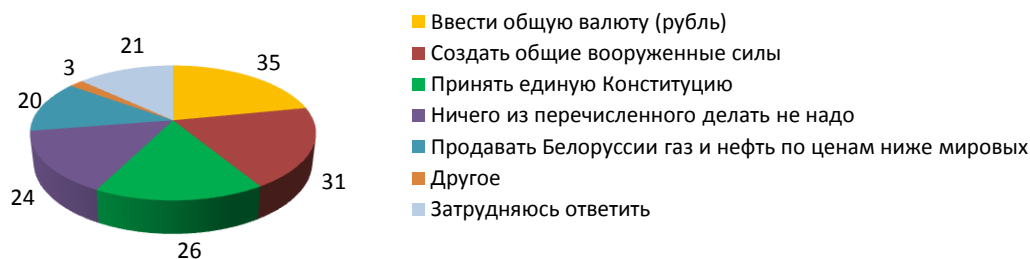 21
35
3
20
24
31
26
Ввести общую валюту (рубль)
Создать общие вооруженные силы
Принять единую Конституцию
Ничего из перечисленного делать не надо
Продавать Белоруссии газ и нефть по ценам ниже мировых
Другое
Затрудняюсь ответить